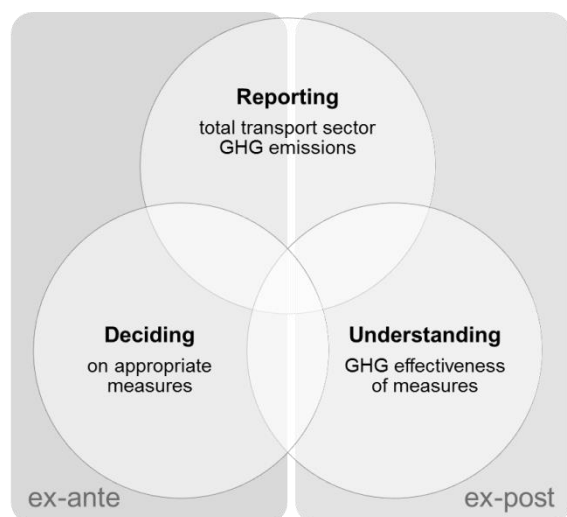 Reporting
total transport sector
GHG emissions
Deciding
on appropriate
measures
Understanding
GHG effectiveness
of measures
ex-ante
ex-post